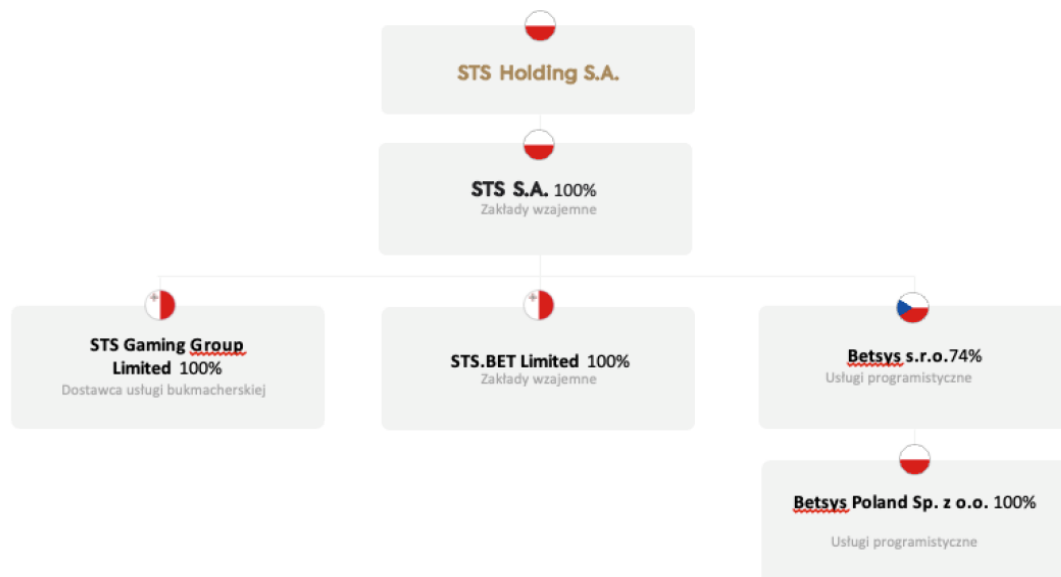 STS Holding S.A.
STS S.A. 100%
Zakłady wzajemne
STS Gaming Group
Limited 100%
Dostawca usługi bukmacherskiej
STS.BET Limited 100%
Zakłady wzajemne
Betsys s.r.o.74%
Usługi programistyczne
Betsys Poland Sp. z o.o. 100%
Usługi programistyczne